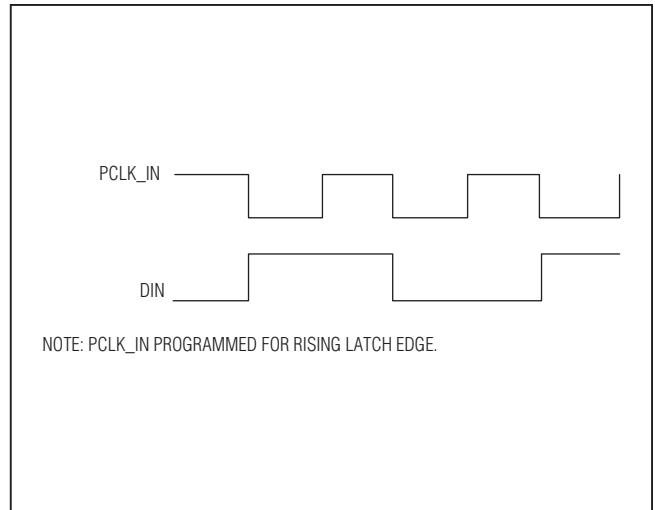 PCLK_IN
DIN
NOTE: PCLK_IN PROGRAMMED FOR RISING LATCH EDGE.